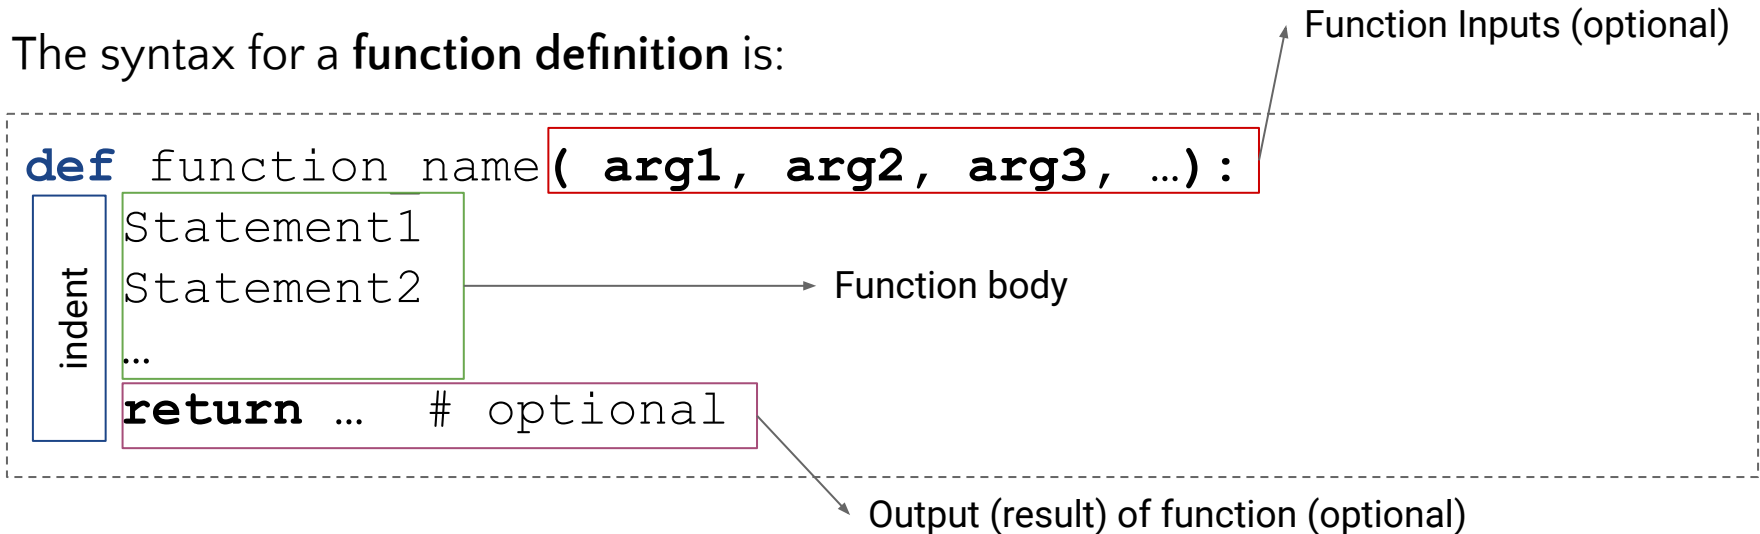 The syntax for a function definition is:
Function Inputs (optional)
def function_name( arg1, arg2, arg3, …):
indent
Statement1
Statement2
…
Function body
return … # optional
Output (result) of function (optional)